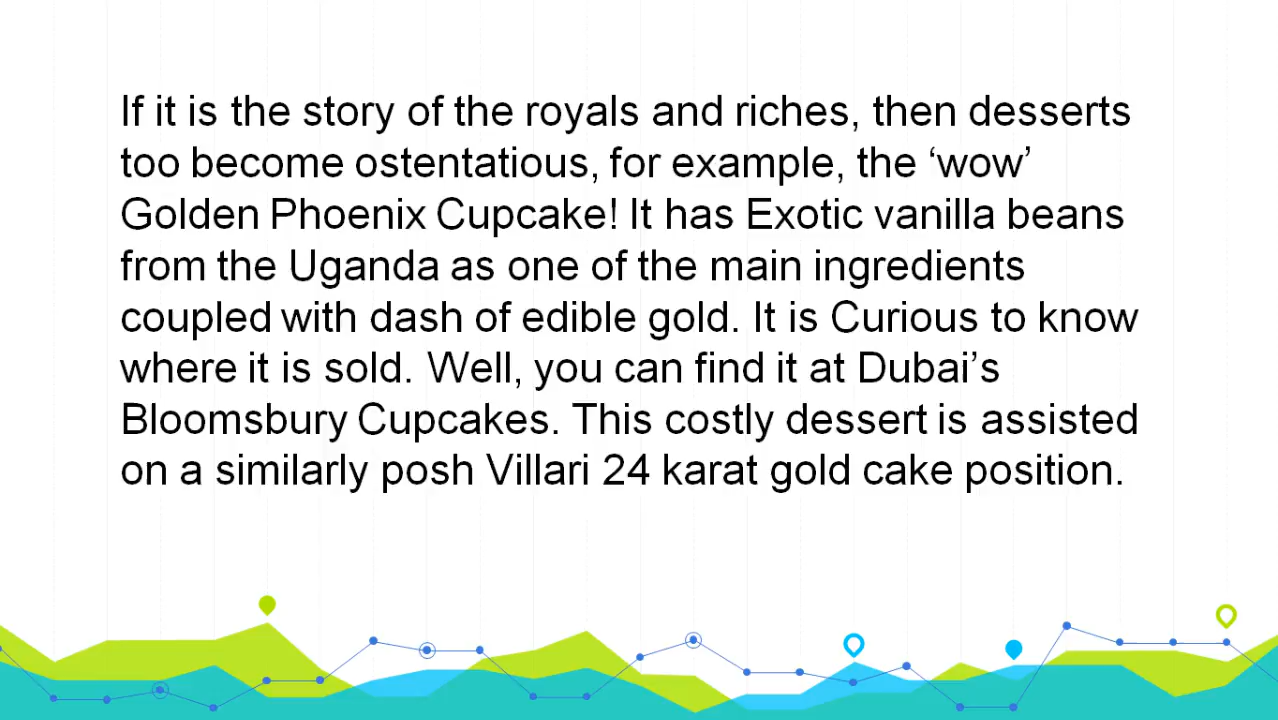 If it is the story of the royals and riches, then desserts
too become ostentatious, for example, the ‘wow’
Golden Phoenix Cupcake! It has Exotic vanilla beans
from the Uganda as one of the main ingredients
coupled with dash of edible gold. It is Curious to know
where it is sold. Well, you can find it at Dubai’s
Bloomsbury Cupcakes. This costly dessert is assisted
on a similarly posh Villari 24 karat gold cake position.